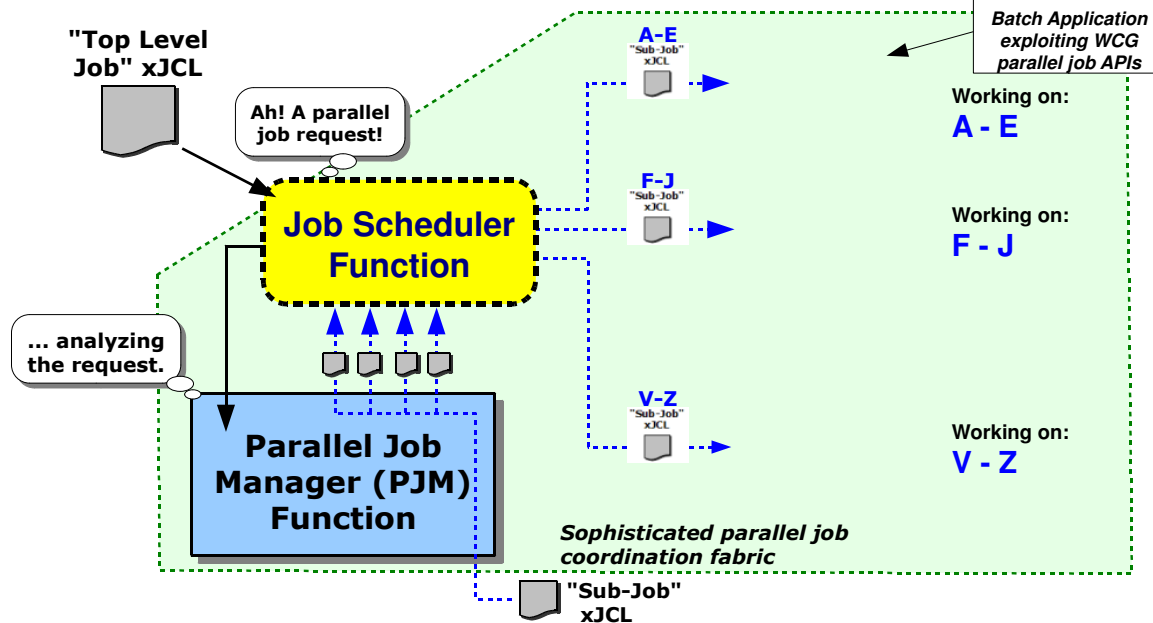 "Top Level
Job" xJCL
Ah! A parallel
job request!
A-E
"Sub-Job"
xJCL
Batch Application
exploiting WCG
parallel job APIs
Working on:
A - E
Job Scheduler
Function
F-J
"Sub-Job"
xJCL
Working on:
F - J
... analyzing
the request.
Parallel Job
Manager (PJM)
Function
V-Z
"Sub-Job"
xJCL
Working on:
V - Z
Sophisticated parallel job
coordination fabric
"Sub-Job"
xJCL